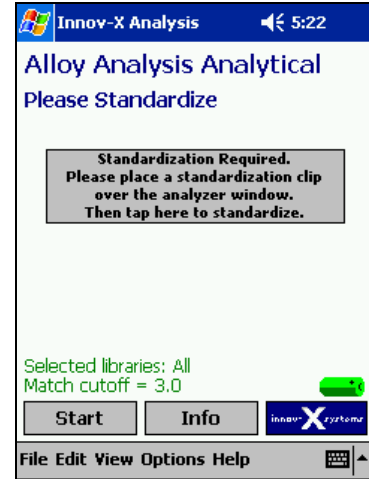 Innov-X Analysis 5:22
Alloy Analysis Analytical
Please Standardize
Standardization Required.
Please place a standardization clip
over the analyzer window.
Then tap here to standardize.
Selected libraries: All
Match cutoff = 3.0
Start Info innov-X systems
File Edit View Options Help